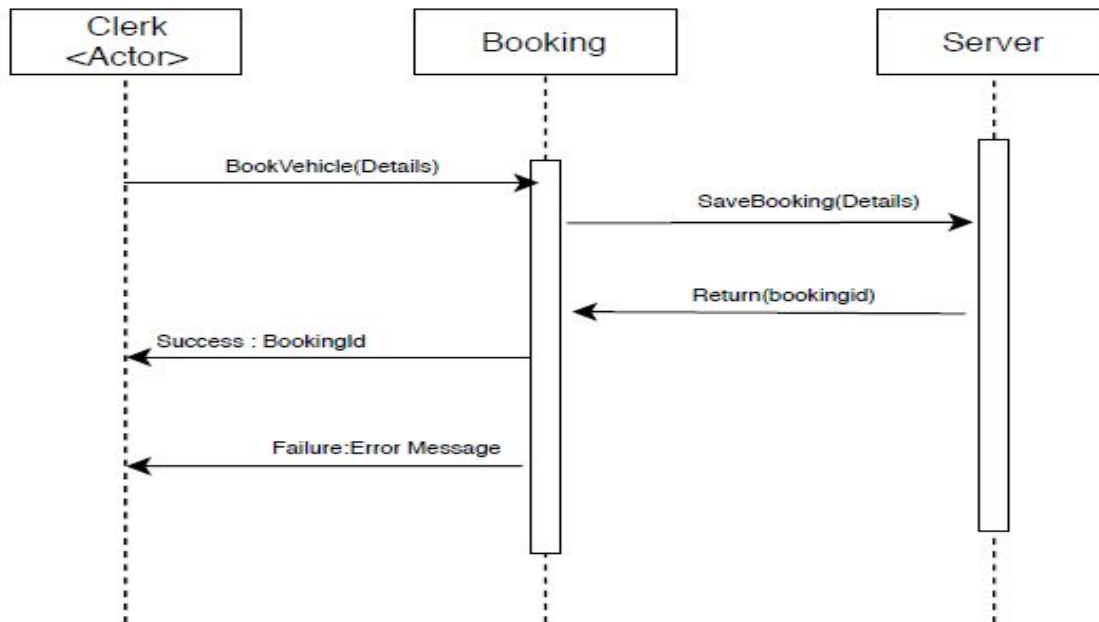 Clerk
<Actor>
Booking
Server
BookVehicle(Details)
SaveBooking(Details)
Return(bookingid)
Success : BookingId
Failure:Error Message